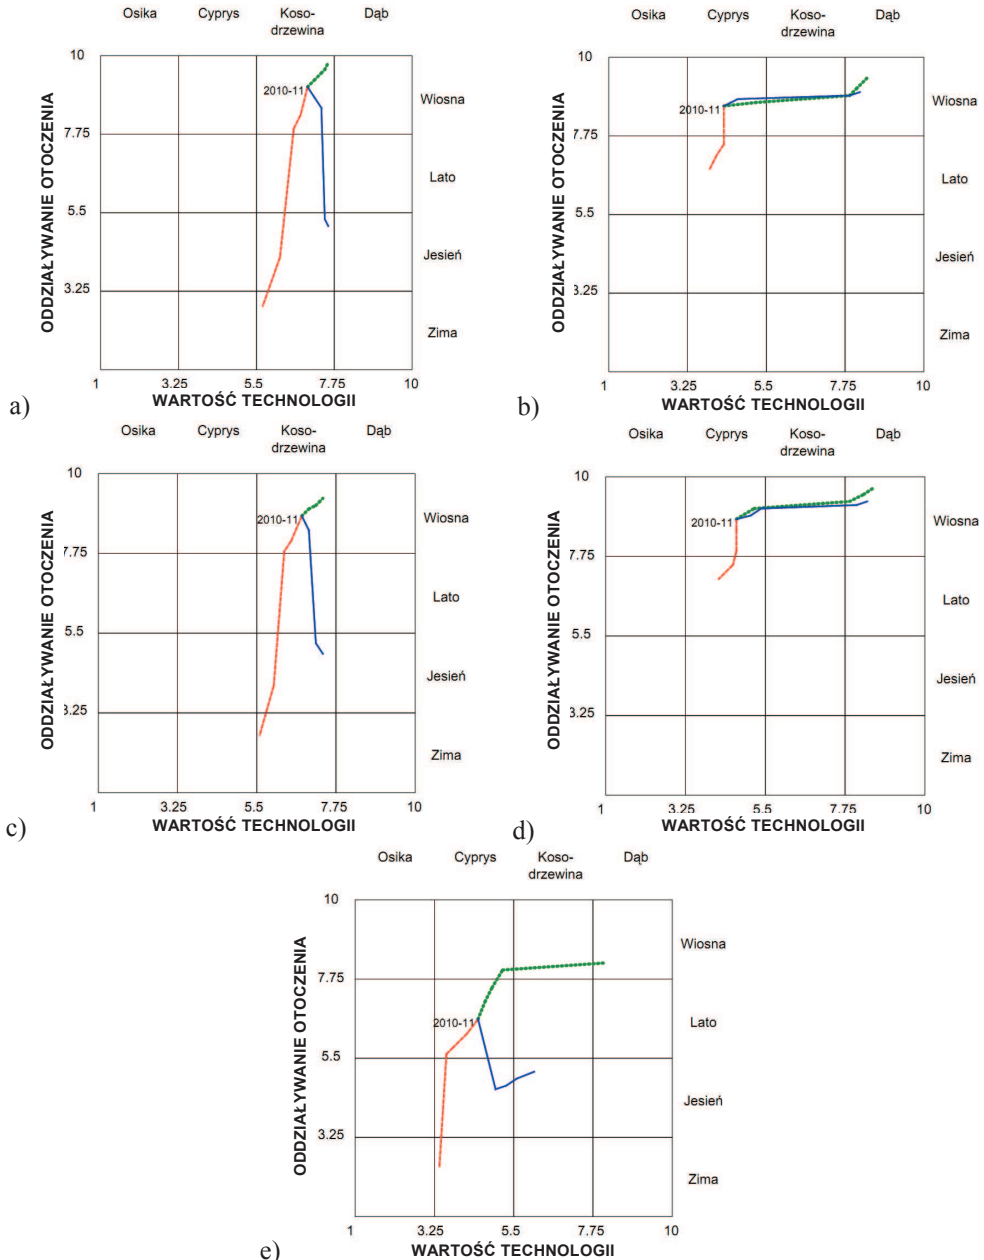 Osika Cyprys Koso-
drzewina Dąb
10
7.75
5.5
3.25
1 3.25 5.5 7.75 10
2010-11
Wiosna
Lato
Jesień
Zima
ODDZIAŁYWANIE OTOCZENIA
WARTOŚĆ TECHNOLOGII
a)
Osika Cyprys Koso-
drzewina Dąb
10
7.75
5.5
3.25
1 3.25 5.5 7.75 10
2010-11
Wiosna
Lato
Jesień
Zima
ODDZIAŁYWANIE OTOCZENIA
WARTOŚĆ TECHNOLOGII
b)
Osika Cyprys Koso-
drzewina Dąb
10
7.75
5.5
3.25
1 3.25 5.5 7.75 10
2010-11
Wiosna
Lato
Jesień
Zima
ODDZIAŁYWANIE OTOCZENIA
WARTOŚĆ TECHNOLOGII
c)
Osika Cyprys Koso-
drzewina Dąb
10
7.75
5.5
3.25
1 3.25 5.5 7.75 10
2010-11
Wiosna
Lato
Jesień
Zima
ODDZIAŁYWANIE OTOCZENIA
WARTOŚĆ TECHNOLOGII
d)
Osika Cyprys Koso-
drzewina Dąb
10
7.75
5.5
3.25
1 3.25 5.5 7.75 10
2010-11
Wiosna
Lato
Jesień
Zima
ODDZIAŁYWANIE OTOCZENIA
WARTOŚĆ TECHNOLOGII
e)